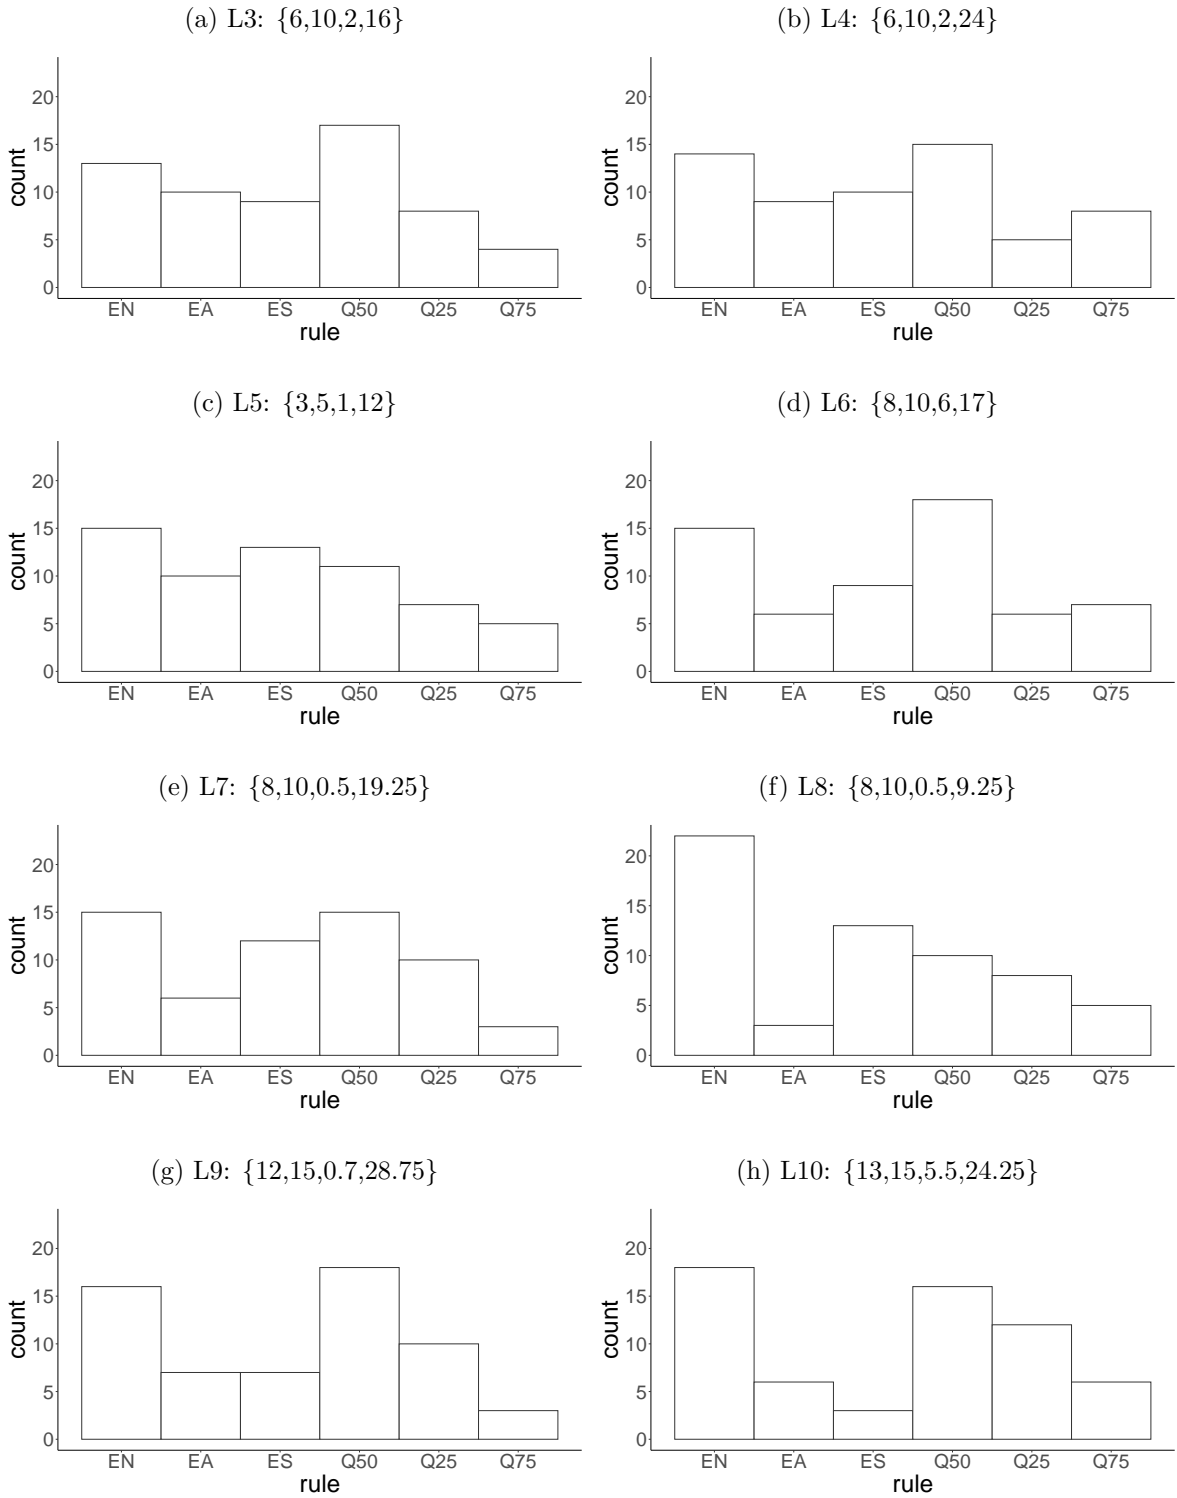 (a) L3: {6,10,2,16}
20
15
10
5
0
count
EN EA ES Q50 Q25 Q75
rule
(b) L4: {6,10,2,24}
20
15
10
5
0
count
EN EA ES Q50 Q25 Q75
rule
(c) L5: {3,5,1,12}
20
15
10
5
0
count
EN EA ES Q50 Q25 Q75
rule
(d) L6: {8,10,6,17}
20
15
10
5
0
count
EN EA ES Q50 Q25 Q75
rule
(e) L7: {8,10,0.5,19.25}
20
15
10
5
0
count
EN EA ES Q50 Q25 Q75
rule
(f) L8: {8,10,0.5,9.25}
20
15
10
5
0
count
EN EA ES Q50 Q25 Q75
rule
(g) L9: {12,15,0.7,28.75}
20
15
10
5
0
count
EN EA ES Q50 Q25 Q75
rule
(h) L10: {13,15,5.5,24.25}
20
15
10
5
0
count
EN EA ES Q50 Q25 Q75
rule